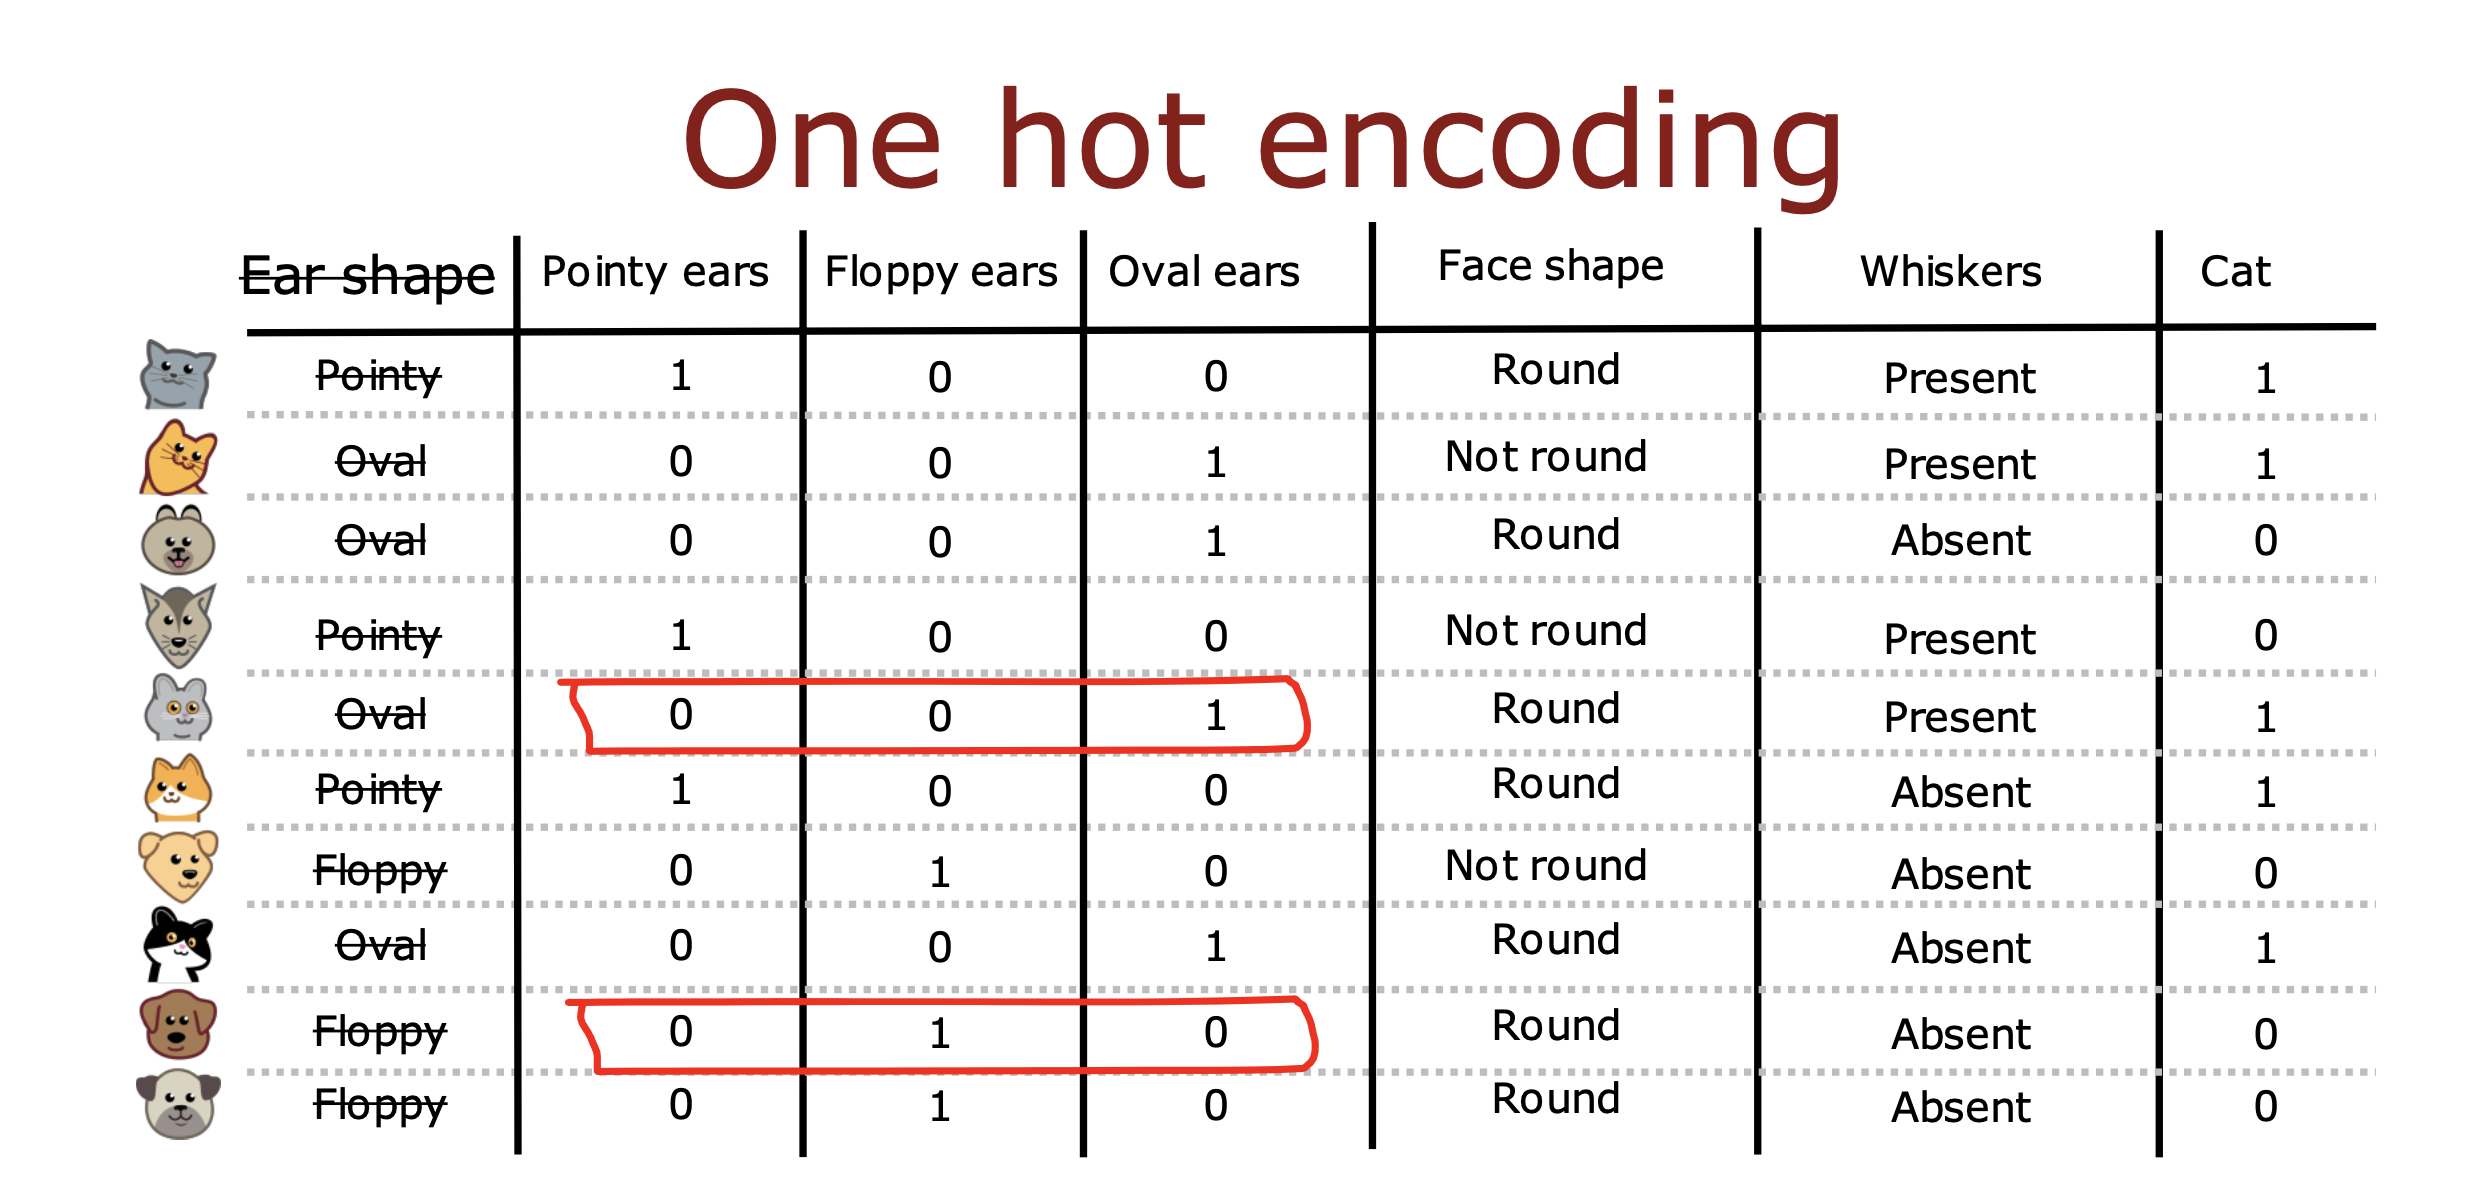 One hot encoding
Ear shape Pointy ears Floppy ears Oval ears Face shape Whiskers Cat
Pointy 1 0 0 Round Present 1
Oval 0 0 1 Not round Present 1
Oval 0 0 1 Round Absent 0
Pointy 1 0 0 Not round Present 0
Oval 0 0 1 Round Present 1
Pointy 1 0 0 Round Absent 1
Floppy 0 1 0 Not round Absent 0
Oval 0 0 1 Round Absent 1
Floppy 0 1 0 Round Absent 0
Floppy 0 1 0 Round Absent 0